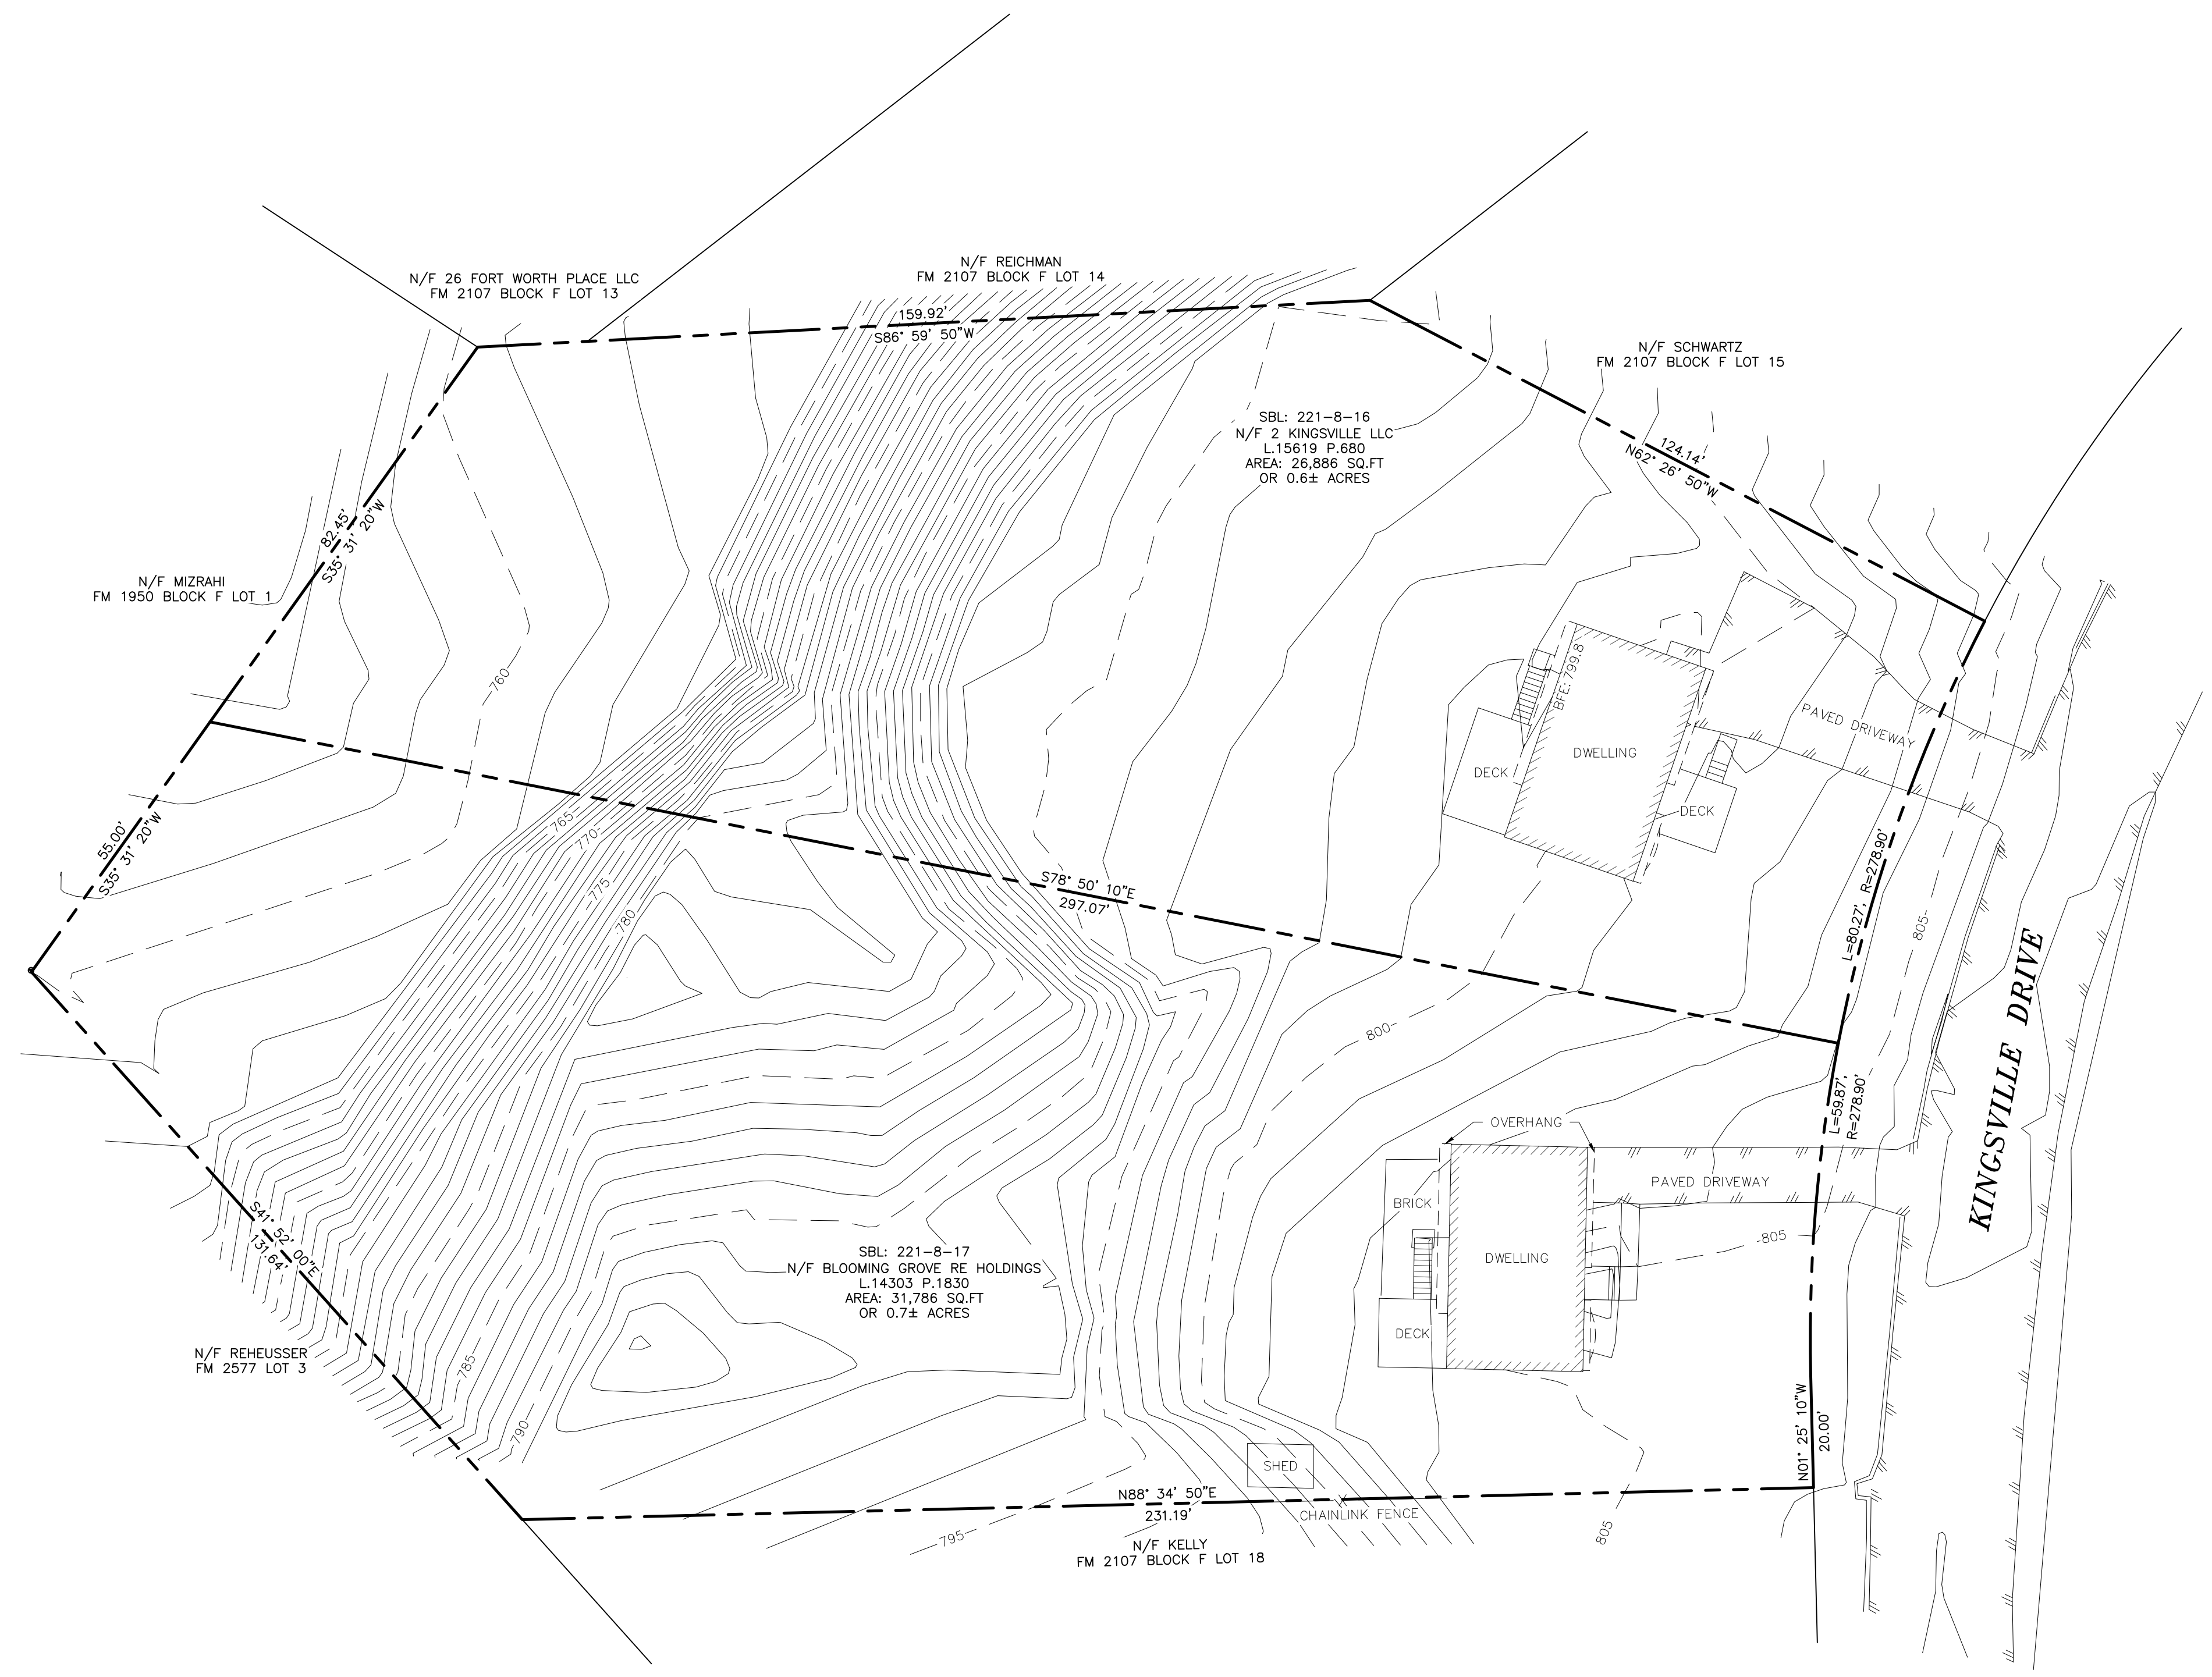 N/F REICHMAN
FM 2107 BLOCK F LOT 14
N/F 26 FORT WORTH PLACE LLC
FM 2107 BLOCK F LOT 13
159.92'
S86° 59' 50"W
N/F SCHWARTZ
FM 2107 BLOCK F LOT 15
SBL: 221-8-16
N/F 2 KINGSVILLE LLC
L.15619 P.680
AREA: 26,886 SQ.FT
OR 0.6± ACRES
124.14'
N62° 26' 50"W
82.45'
S35° 31' 20"W
N/F MIZRAHI
FM 1950 BLOCK F LOT 1
760
BFE: 799.8
PAVED DRIVEWAY
DWELLING
DECK
DECK
55.00'
S35° 31' 20"W
765
770
775
780
S78° 50' 10"E
297.07'
L=80.27', R=278.90'
805
KINGSVILLE DRIVE
800
L=59.87',
R=278.90'
OVERHANG
PAVED DRIVEWAY
BRICK
805
DWELLING
DECK
S41° 52' 00"E
131.64'
SBL: 221-8-17
N/F BLOOMING GROVE RE HOLDINGS
L.14303 P.1830
AREA: 31,786 SQ.FT
OR 0.7± ACRES
N/F REHEUSSER
FM 2577 LOT 3
785
790
N01° 25' 10"W
20.00'
SHED
N88° 34' 50"E
231.19'
CHAINLINK FENCE
795
805
N/F KELLY
FM 2107 BLOCK F LOT 18